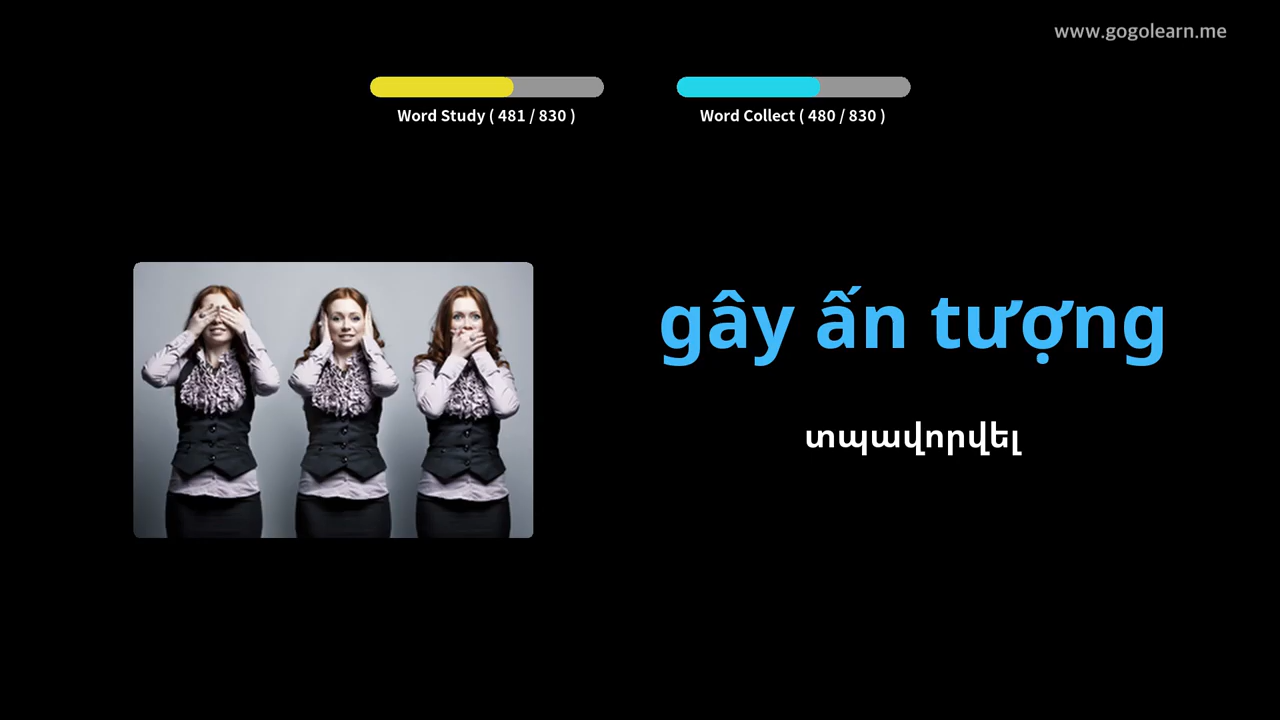 www.gogolearn.me
Word Study ( 481 / 830 )
Word Collect ( 480 / 830 )
gây ấn tượng
տպավորվել